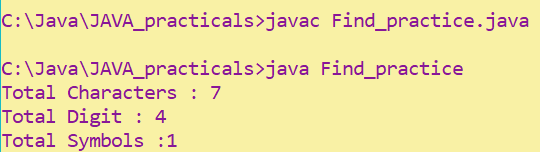 C:\Java\JAVA_practicals>javac Find_practice.java
C:\Java\JAVA_practicals>java Find_practice
Total Characters : 7
Total Digit : 4
Total Symbols :1